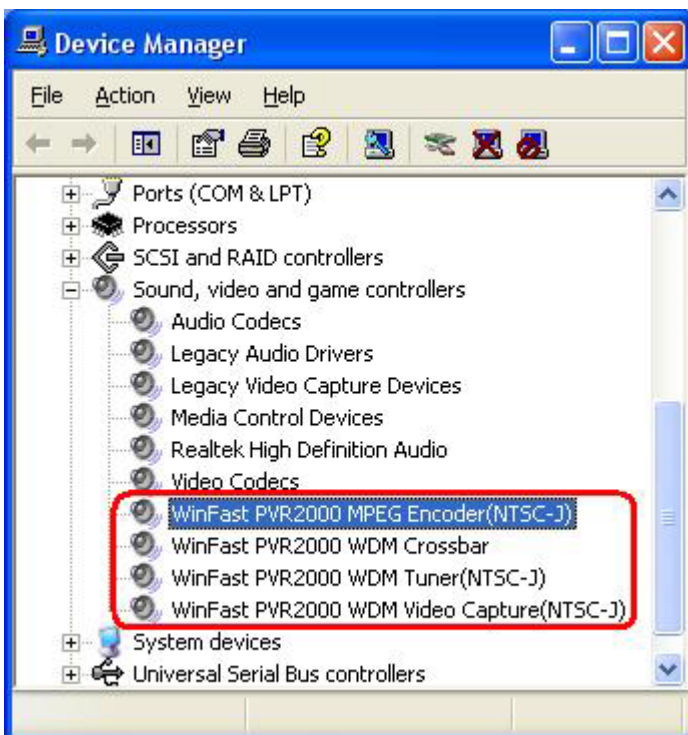 Device Manager
File Action View Help
Ports (COM & LPT)
Processors
SCSI and RAID controllers
Sound, video and game controllers
Audio Codecs
Legacy Audio Drivers
Legacy Video Capture Devices
Media Control Devices
Realtek High Definition Audio
Video Codecs
WinFast PVR2000 MPEG Encoder(NTSC-J)
WinFast PVR2000 WDM Crossbar
WinFast PVR2000 WDM Tuner(NTSC-J)
WinFast PVR2000 WDM Video Capture(NTSC-J)
System devices
Universal Serial Bus controllers